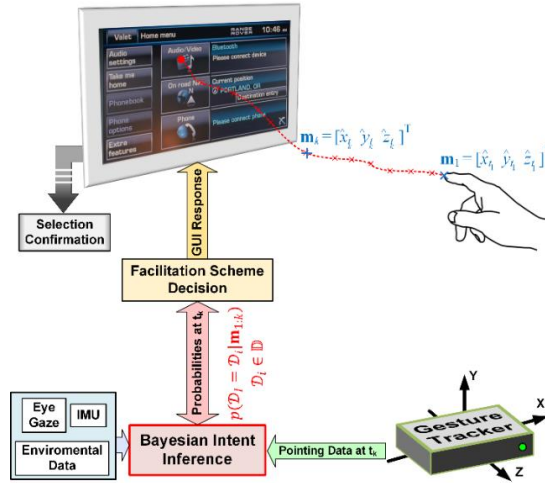 Valet
Home menu
RANGE
ROVER
10:46
Audio
settings
Audio/Video
Bluetooth
Please connect device
Take me
home
On road Nav
N
Current position
PORTLAND, OR
Destination entry
Phonebook
Phone
options
Phone
Please connect phone
Extra
features
m_k = [x̂_{t_k} ŷ_{t_k} ẑ_{t_k}]^T
m_1 = [x̂_{t_1} ŷ_{t_1} ẑ_{t_1}]
Selection
Confirmation
GUI Response
Facilitation Scheme
Decision
Probabilities at t_k
p(D_I = D_i|m_{1:k})
D_i ∈ 𝔻
Eye
Gaze
IMU
Enviromental Data
Bayesian Intent
Inference
Pointing Data at t_k
Gesture
Tracker
Y
X
Z